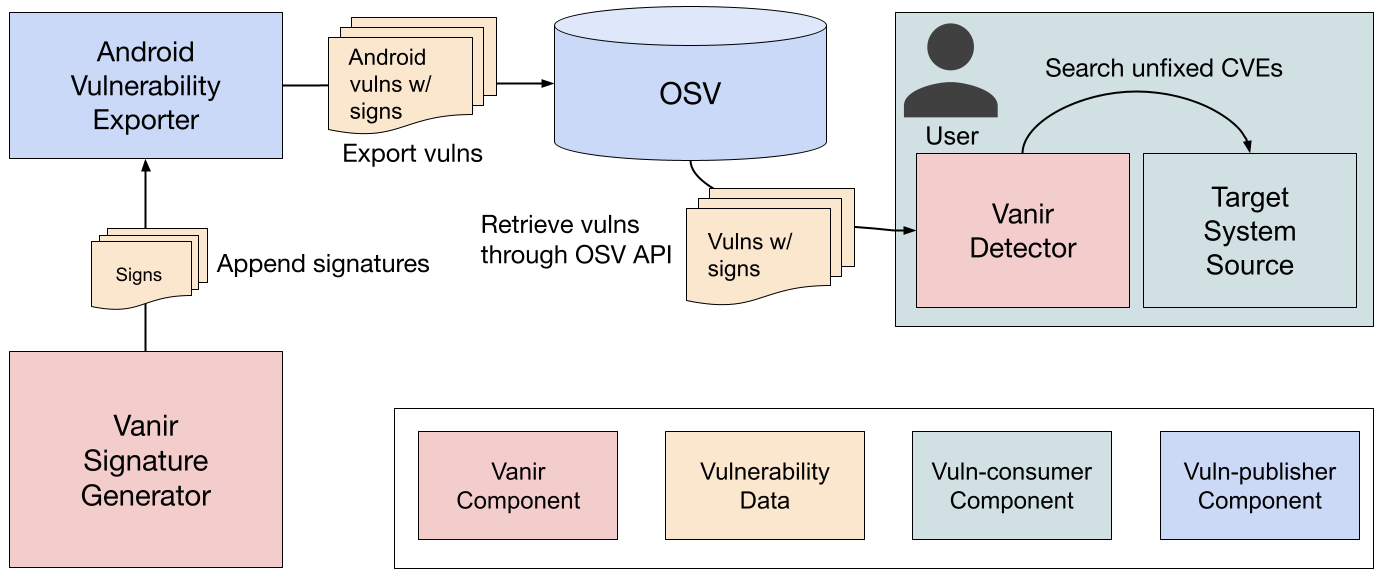 Android
Vulnerability
Exporter
Android
vulns w/
signs
Export vulns
OSV
User
Search unfixed CVEs
Vanir
Detector
Target
System
Source
Retrieve vulns
through OSV API
Vulns w/
signs
Signs
Append signatures
Vanir
Signature
Generator
Vanir
Component
Vulnerability
Data
Vuln-consumer
Component
Vuln-publisher
Component